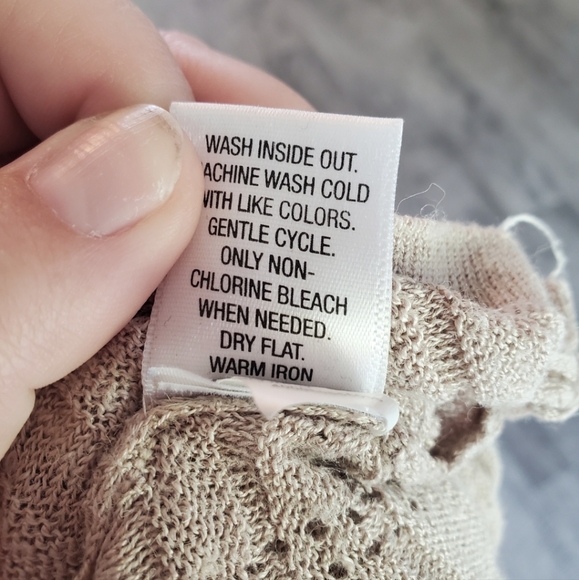 WASH INSIDE OUT.
MACHINE WASH COLD
WITH LIKE COLORS.
GENTLE CYCLE.
ONLY NON-
CHLORINE BLEACH
WHEN NEEDED.
DRY FLAT.
WARM IRON